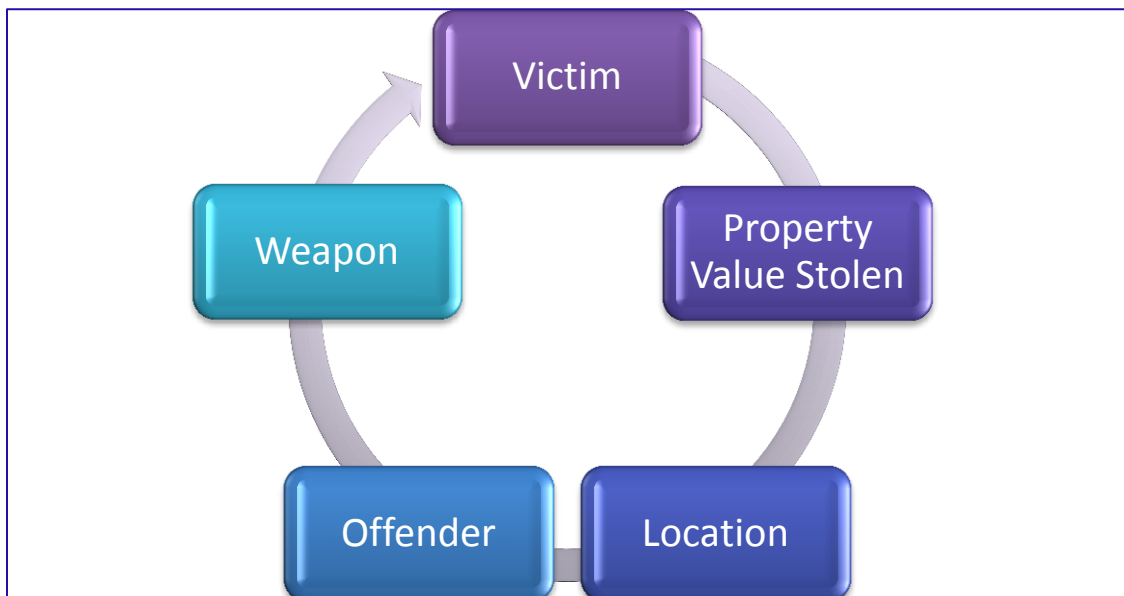 Victim
Property
Value Stolen
Location
Offender
Weapon